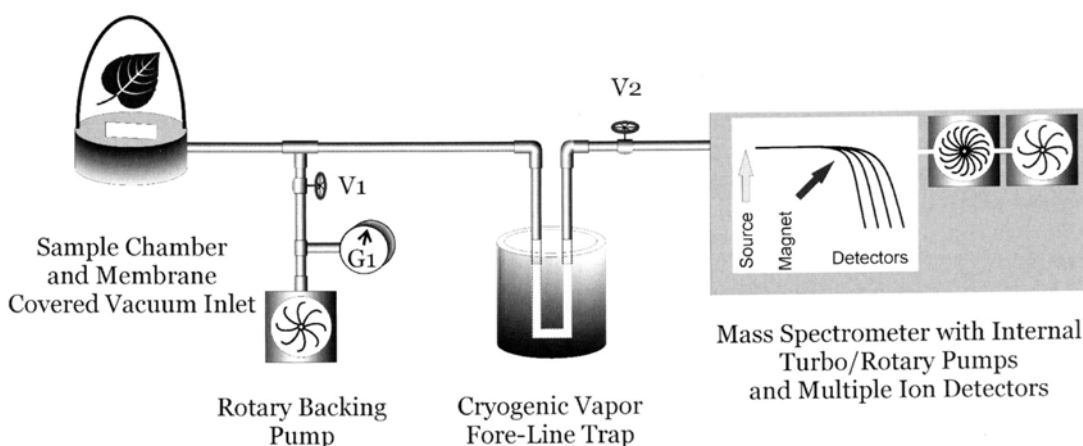 V2
V1
G1
Source
Magnet
Detectors
Sample Chamber
and Membrane
Covered Vacuum Inlet
Rotary Backing
Pump
Cryogenic Vapor
Fore-Line Trap
Mass Spectrometer with Internal
Turbo/Rotary Pumps
and Multiple Ion Detectors